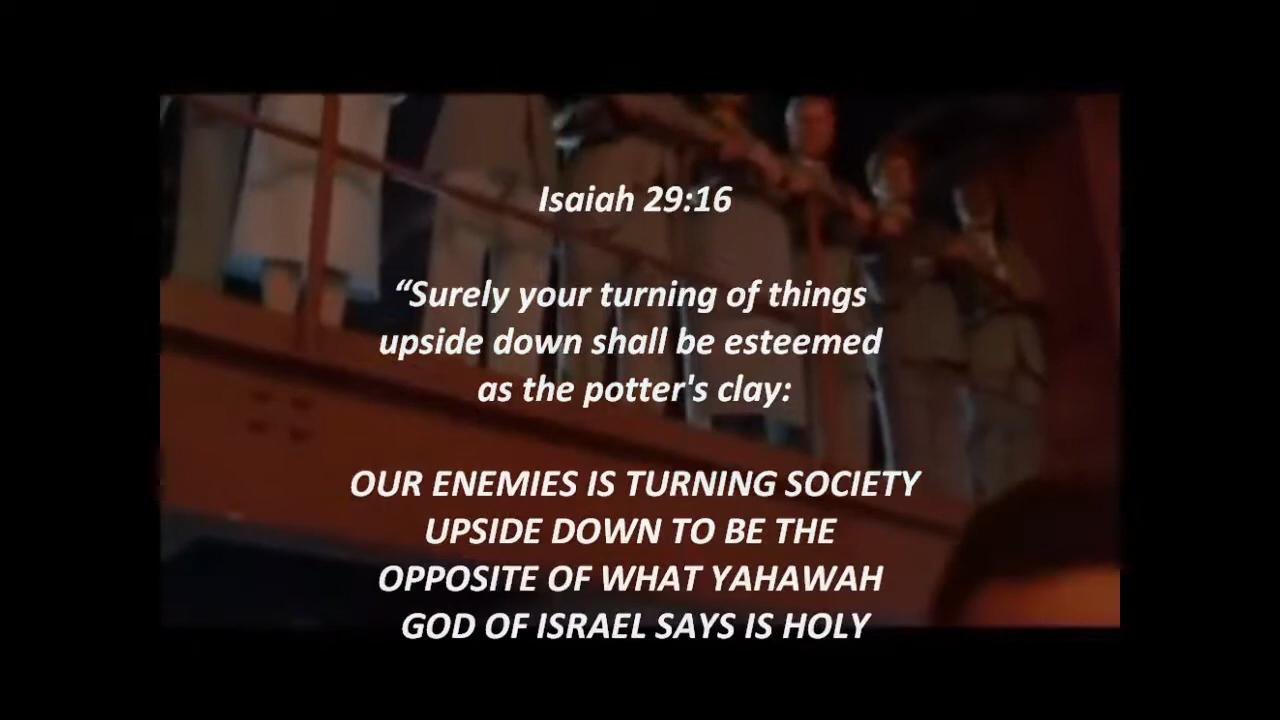 Isaiah 29:16
“Surely your turning of things
upside down shall be esteemed
as the potter's clay:
OUR ENEMIES IS TURNING SOCIETY
UPSIDE DOWN TO BE THE
OPPOSITE OF WHAT YAHAWAH
GOD OF ISRAEL SAYS IS HOLY